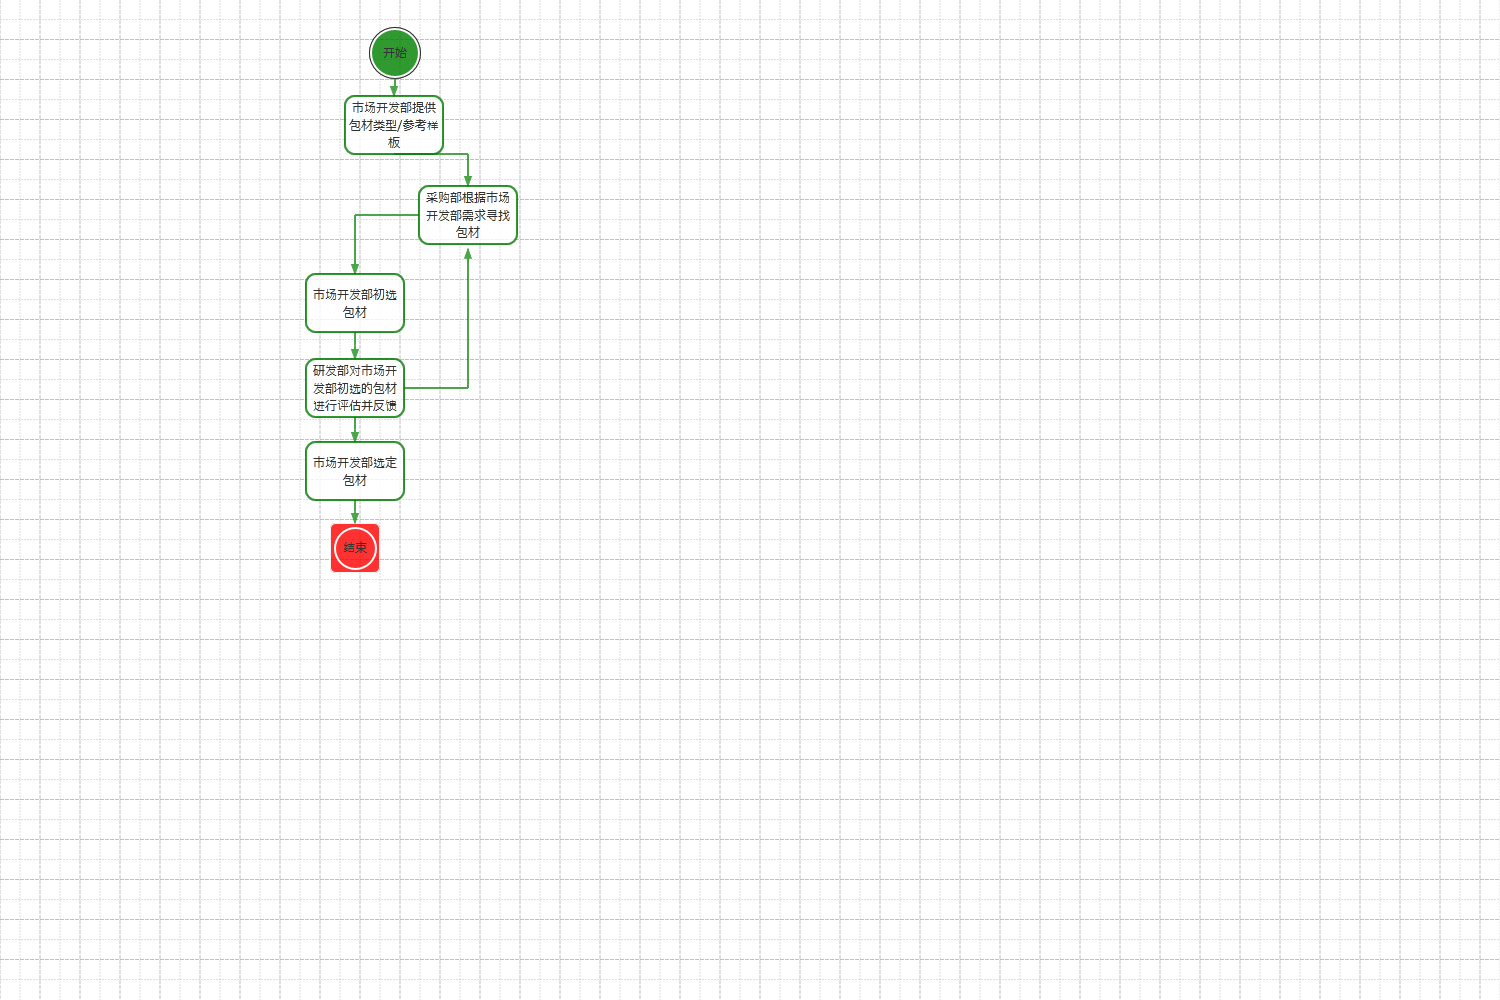 开始
市场开发部提供
包材类型/参考样
板
采购部根据市场
开发部需求寻找
包材
市场开发部初选
包材
研发部对市场开
发部初选的包材
进行评估并反馈
市场开发部选定
包材
结束